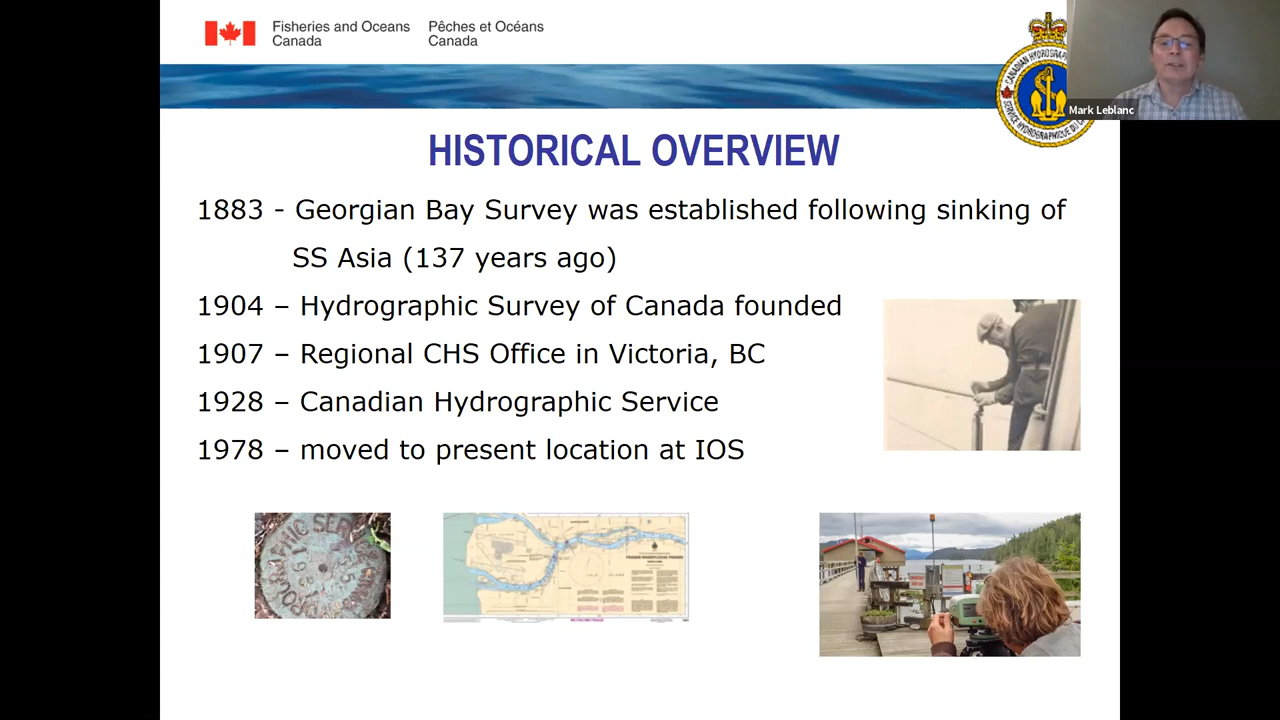 Fisheries and Oceans
Canada
Pêches et Océans
Canada
Mark Leblanc
HISTORICAL OVERVIEW
1883 - Georgian Bay Survey was established following sinking of
SS Asia (137 years ago)
1904 – Hydrographic Survey of Canada founded
1907 – Regional CHS Office in Victoria, BC
1928 – Canadian Hydrographic Service
1978 – moved to present location at IOS